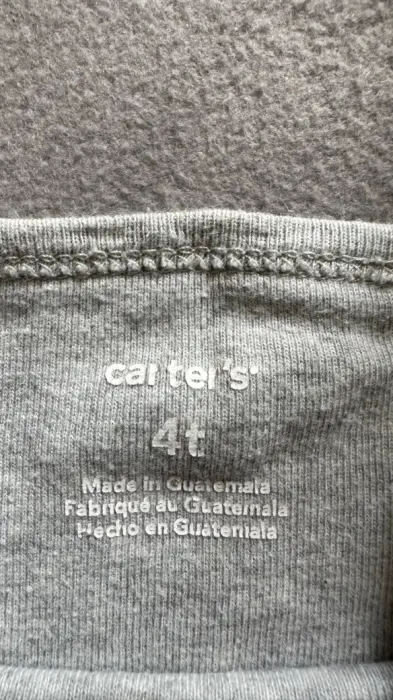 carter's
4t
Made in Guatemala
Fabriqué au Guatemala
Hecho en Guatemala